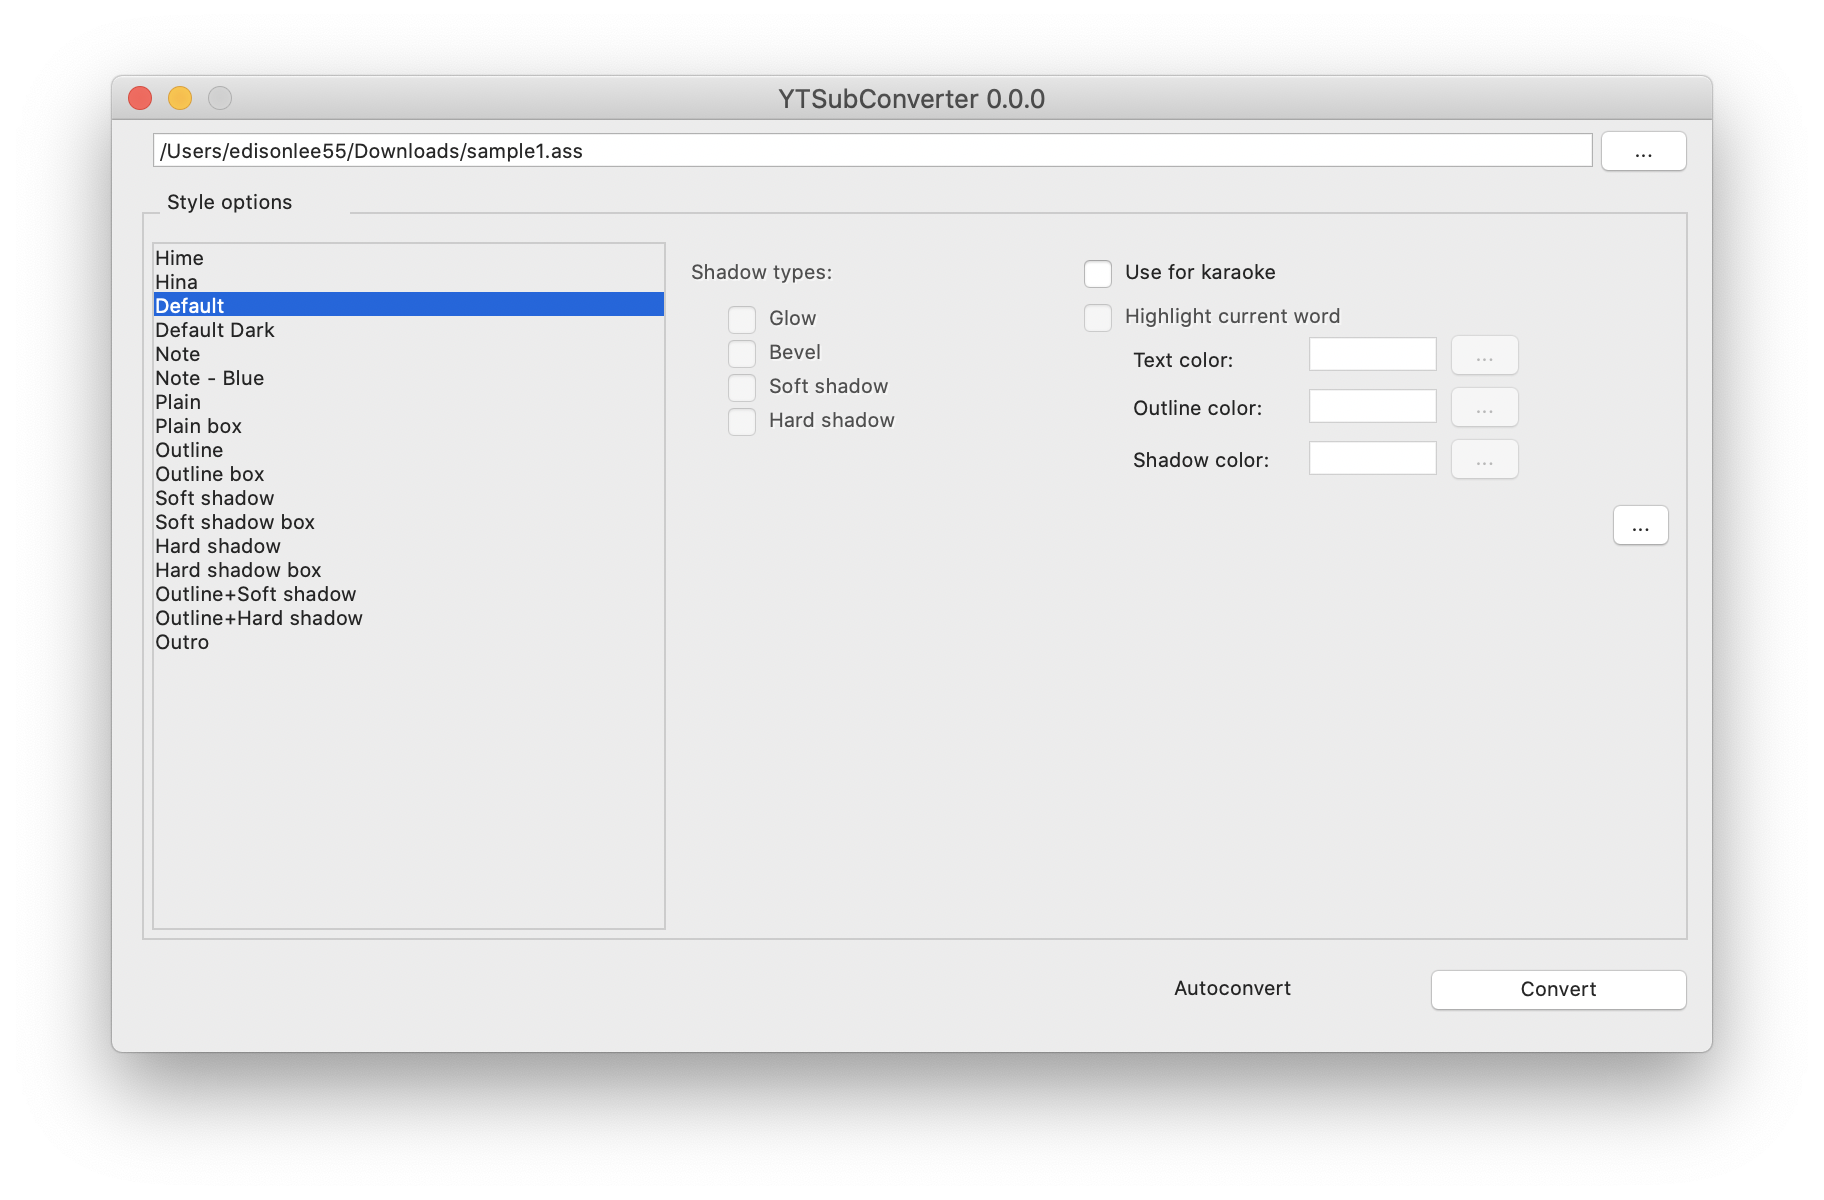 YTSubConverter 0.0.0
/Users/edisonlee55/Downloads/sample1.ass
...
Style options
Hime
Hina
Default
Default Dark
Note
Note - Blue
Plain
Plain box
Outline
Outline box
Soft shadow
Soft shadow box
Hard shadow
Hard shadow box
Outline+Soft shadow
Outline+Hard shadow
Outro
Shadow types:
Glow
Bevel
Soft shadow
Hard shadow
Use for karaoke
Highlight current word
Text color:
...
Outline color:
...
Shadow color:
...
...
Autoconvert
Convert